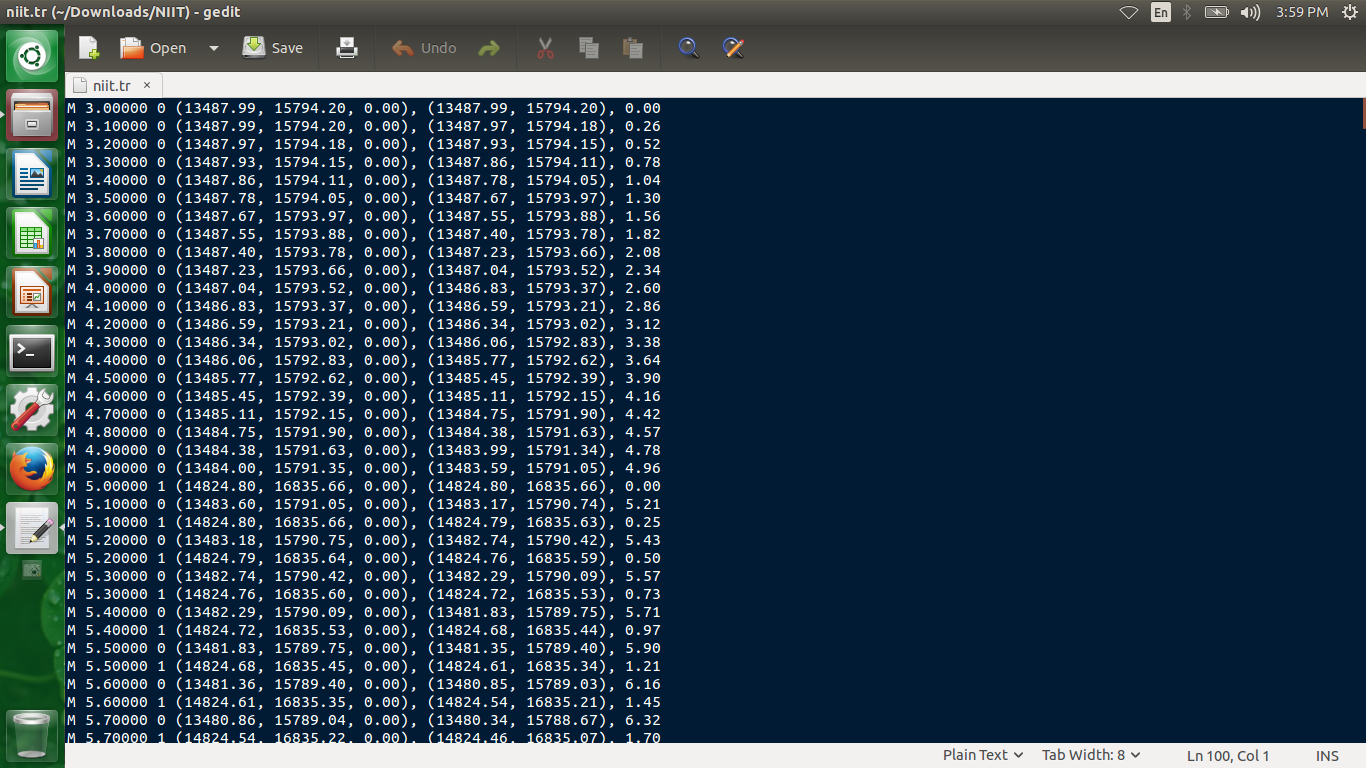 niit.tr (~/Downloads/NIIT) - gedit
En
3:59 PM
Open
Save
Undo
niit.tr ×
M 3.00000 0 (13487.99, 15794.20, 0.00), (13487.99, 15794.20), 0.00
M 3.10000 0 (13487.99, 15794.20, 0.00), (13487.97, 15794.18), 0.26
M 3.20000 0 (13487.97, 15794.18, 0.00), (13487.93, 15794.15), 0.52
M 3.30000 0 (13487.93, 15794.15, 0.00), (13487.86, 15794.11), 0.78
M 3.40000 0 (13487.86, 15794.11, 0.00), (13487.78, 15794.05), 1.04
M 3.50000 0 (13487.78, 15794.05, 0.00), (13487.67, 15793.97), 1.30
M 3.60000 0 (13487.67, 15793.97, 0.00), (13487.55, 15793.88), 1.56
M 3.70000 0 (13487.55, 15793.88, 0.00), (13487.40, 15793.78), 1.82
M 3.80000 0 (13487.40, 15793.78, 0.00), (13487.23, 15793.66), 2.08
M 3.90000 0 (13487.23, 15793.66, 0.00), (13487.04, 15793.52), 2.34
M 4.00000 0 (13487.04, 15793.52, 0.00), (13486.83, 15793.37), 2.60
M 4.10000 0 (13486.83, 15793.37, 0.00), (13486.59, 15793.21), 2.86
M 4.20000 0 (13486.59, 15793.21, 0.00), (13486.34, 15793.02), 3.12
M 4.30000 0 (13486.34, 15793.02, 0.00), (13486.06, 15792.83), 3.38
M 4.40000 0 (13486.06, 15792.83, 0.00), (13485.77, 15792.62), 3.64
M 4.50000 0 (13485.77, 15792.62, 0.00), (13485.45, 15792.39), 3.90
M 4.60000 0 (13485.45, 15792.39, 0.00), (13485.11, 15792.15), 4.16
M 4.70000 0 (13485.11, 15792.15, 0.00), (13484.75, 15791.90), 4.42
M 4.80000 0 (13484.75, 15791.90, 0.00), (13484.38, 15791.63), 4.57
M 4.90000 0 (13484.38, 15791.63, 0.00), (13483.99, 15791.34), 4.78
M 5.00000 0 (13484.00, 15791.35, 0.00), (13483.59, 15791.05), 4.96
M 5.00000 1 (14824.80, 16835.66, 0.00), (14824.80, 16835.66), 0.00
M 5.10000 0 (13483.60, 15791.05, 0.00), (13483.17, 15790.74), 5.21
M 5.10000 1 (14824.80, 16835.66, 0.00), (14824.79, 16835.63), 0.25
M 5.20000 0 (13483.18, 15790.75, 0.00), (13482.74, 15790.42), 5.43
M 5.20000 1 (14824.79, 16835.64, 0.00), (14824.76, 16835.59), 0.50
M 5.30000 0 (13482.74, 15790.42, 0.00), (13482.29, 15790.09), 5.57
M 5.30000 1 (14824.76, 16835.60, 0.00), (14824.72, 16835.53), 0.73
M 5.40000 0 (13482.29, 15790.09, 0.00), (13481.83, 15789.75), 5.71
M 5.40000 1 (14824.72, 16835.53, 0.00), (14824.68, 16835.44), 0.97
M 5.50000 0 (13481.83, 15789.75, 0.00), (13481.35, 15789.40), 5.90
M 5.50000 1 (14824.68, 16835.45, 0.00), (14824.61, 16835.34), 1.21
M 5.60000 0 (13481.36, 15789.40, 0.00), (13480.85, 15789.03), 6.16
M 5.60000 1 (14824.61, 16835.35, 0.00), (14824.54, 16835.21), 1.45
M 5.70000 0 (13480.86, 15789.04, 0.00), (13480.34, 15788.67), 6.32
M 5.70000 1 (14824.54, 16835.22, 0.00), (14824.46, 16835.07), 1.70
Plain Text
Tab Width: 8
Ln 100, Col 1
INS